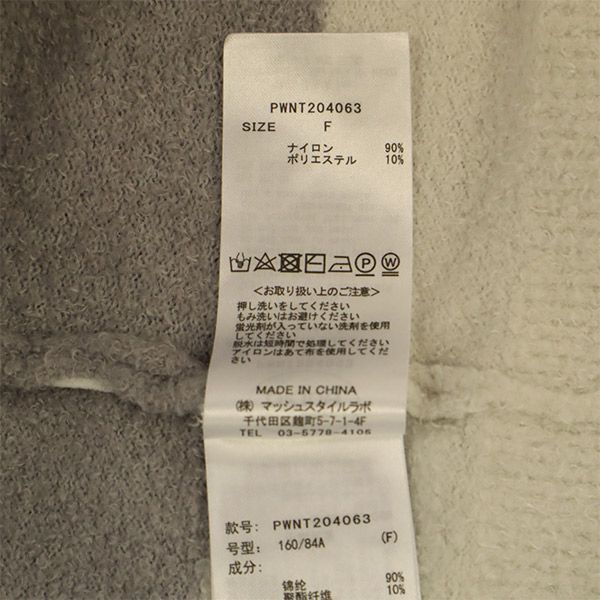 PWNT204063
SIZE F
ナイロン 90%
ポリエステル 10%
P W
＜お取り扱い上のご注意＞
押し洗いをしてください
もみ洗いはお避けください
蛍光剤が入っていない洗剤を使用
してください
脱水は短時間で処理してください
アイロンはあて布を使用してください
MADE IN CHINA
(株) マッシュスタイルラボ
千代田区麹町5-7-1-4F
TEL 03-5778-4105
款号: PWNT204063
号型: 160/84A (F)
成分:
锦纶 90%
聚酯纤维 10%